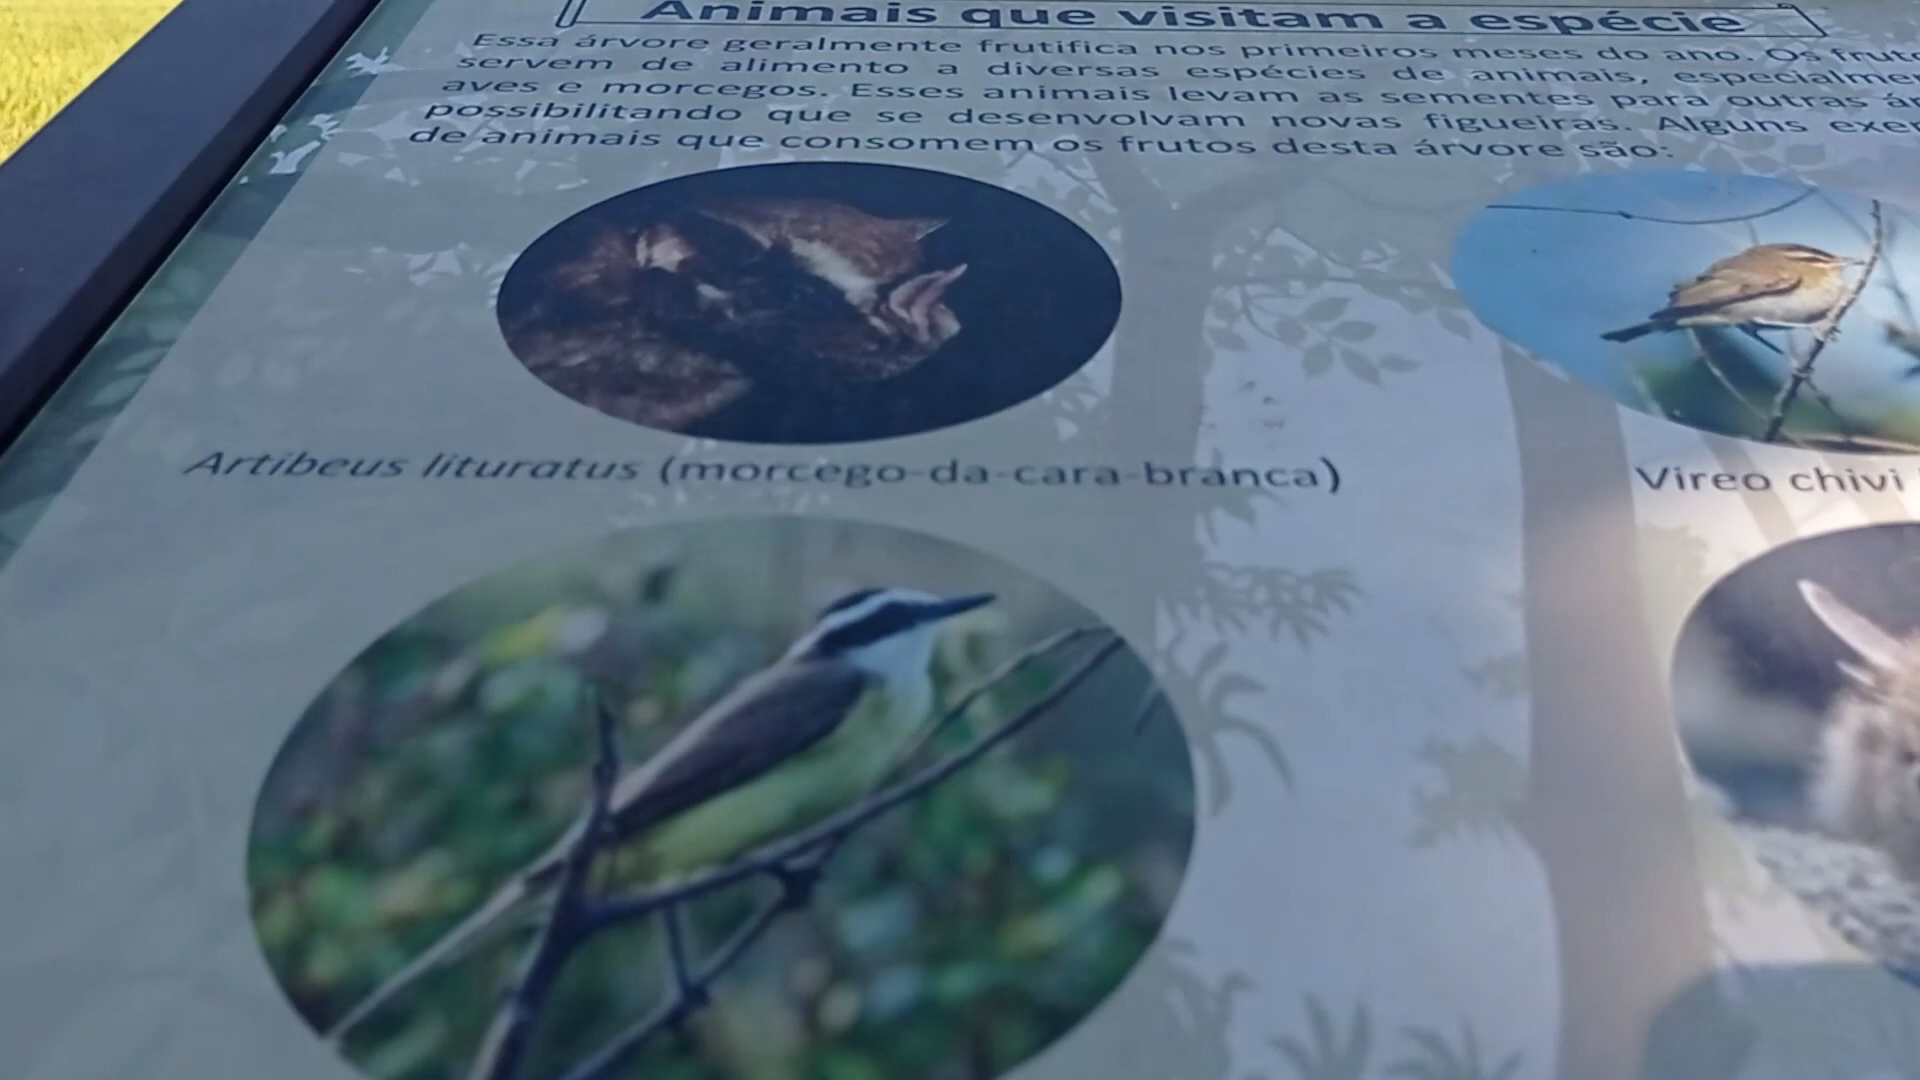 Animais que visitam a espécie
Essa árvore geralmente frutifica nos primeiros meses do ano. Os
servem de alimento a diversas espécies de animais,
aves e morcegos. Esses animais levam as sementes para outras
possibilitando que se desenvolvam novas figueiras. Alguns
de animais que consomem os frutos desta árvore são:
Artibeus lituratus (morcego-da-cara-branca)
Vireo chivi